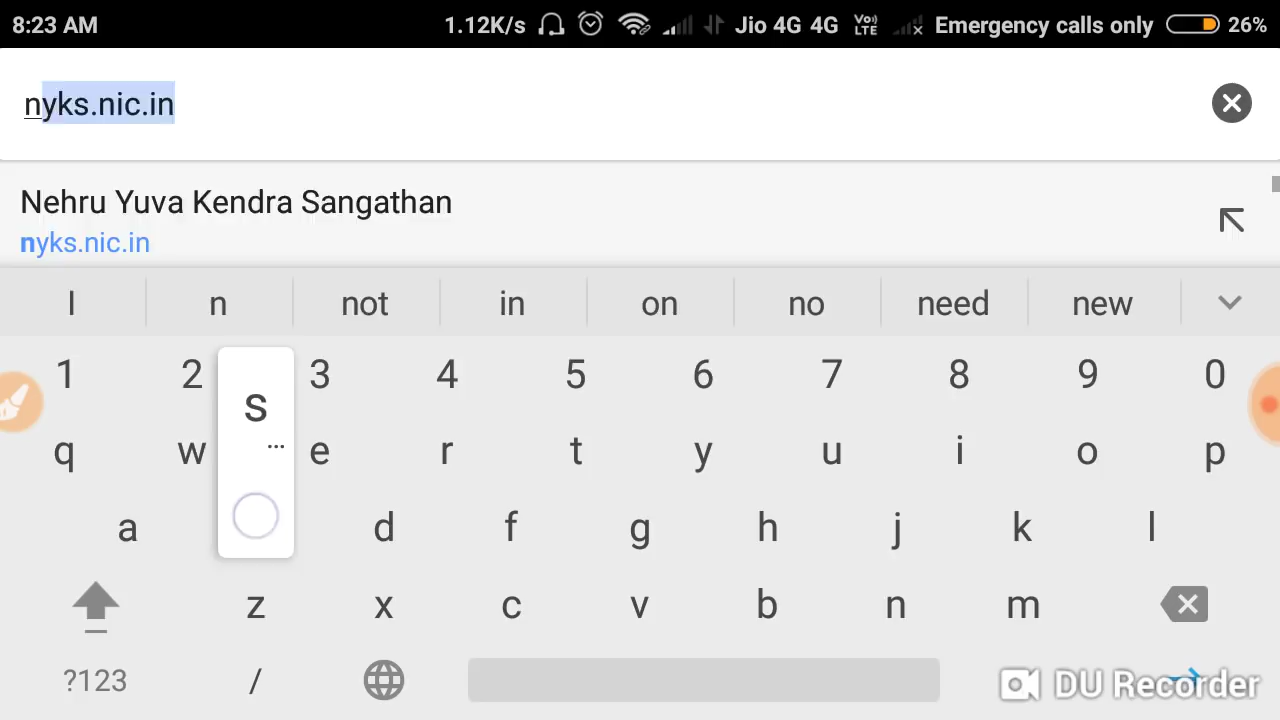 8:23 AM 1.12K/s Jio 4G 4G Vo) LTE Emergency calls only 26%
nyks.nic.in
Nehru Yuva Kendra Sangathan
nyks.nic.in
I n not in on no need new
1 2 3 4 5 6 7 8 9 0
q w e r t y u i o p
a s d f g h j k l
z x c v b n m
?123 / DU Recorder